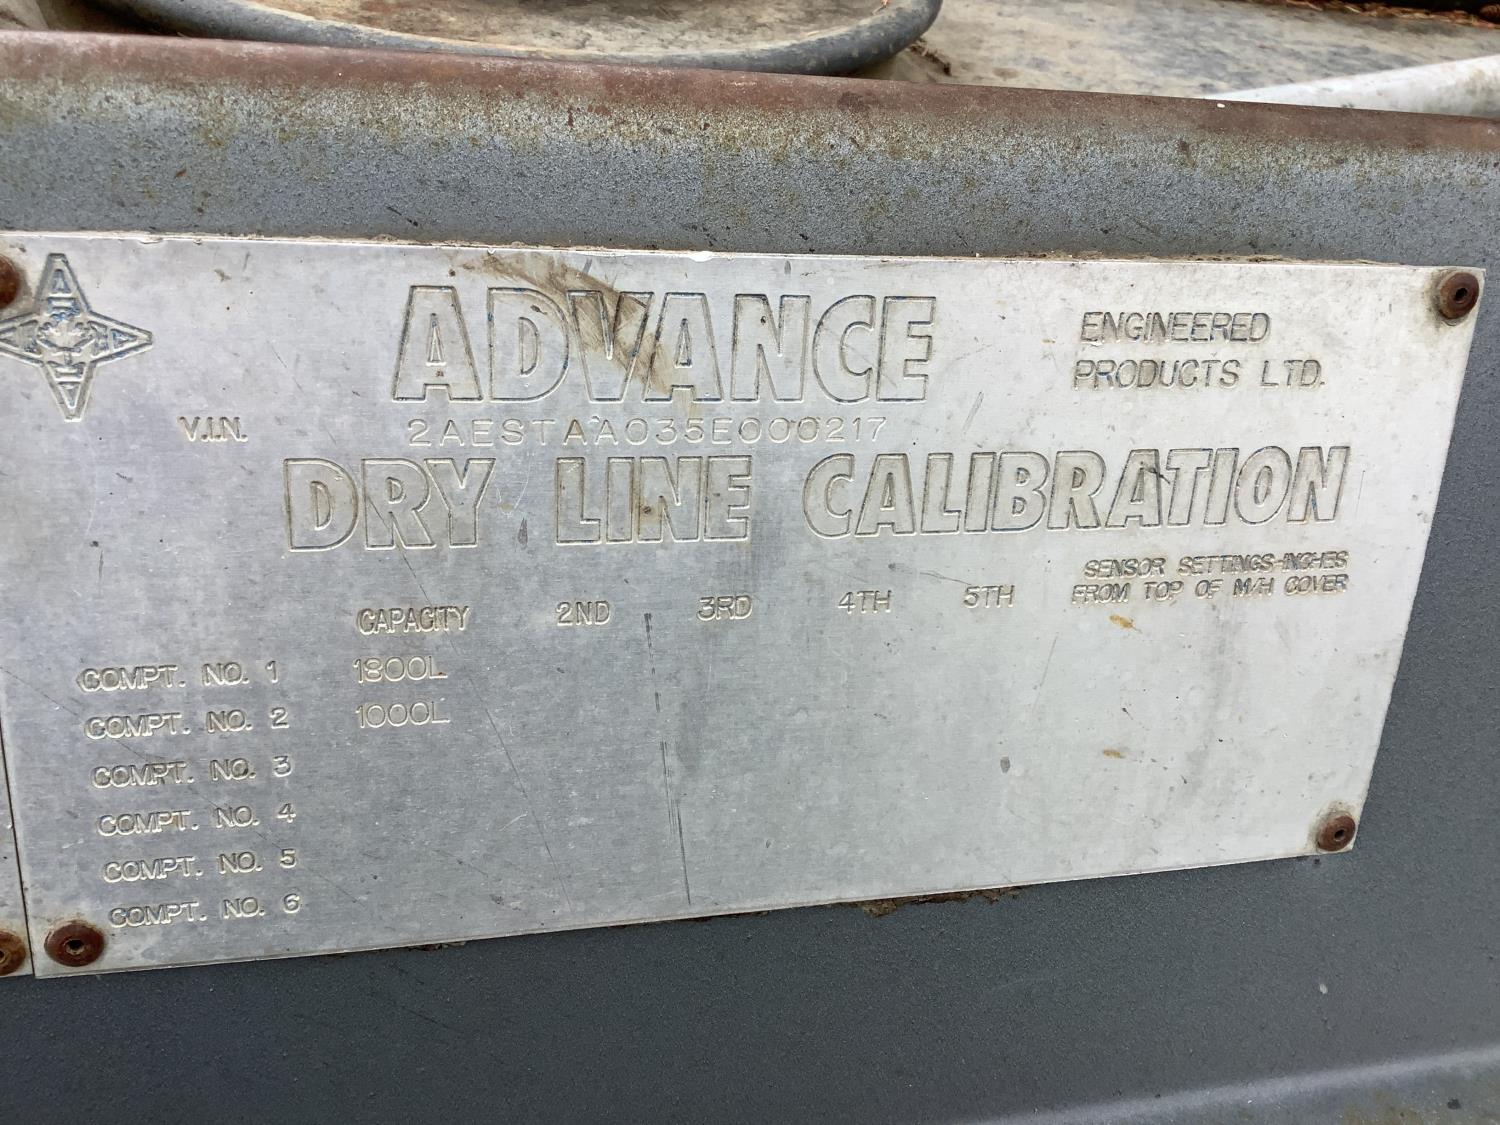 ADVANCE
ENGINEERED
PRODUCTS LTD.
V.I.N. 2AESTAA035E000217
DRY LINE CALIBRATION
SENSOR SETTINGS-INCHES
FROM TOP OF M/H COVER
CAPACITY 2ND 3RD 4TH 5TH
COMPT. NO. 1 1800L
COMPT. NO. 2 1000L
COMPT. NO. 3
COMPT. NO. 4
COMPT. NO. 5
COMPT. NO. 6